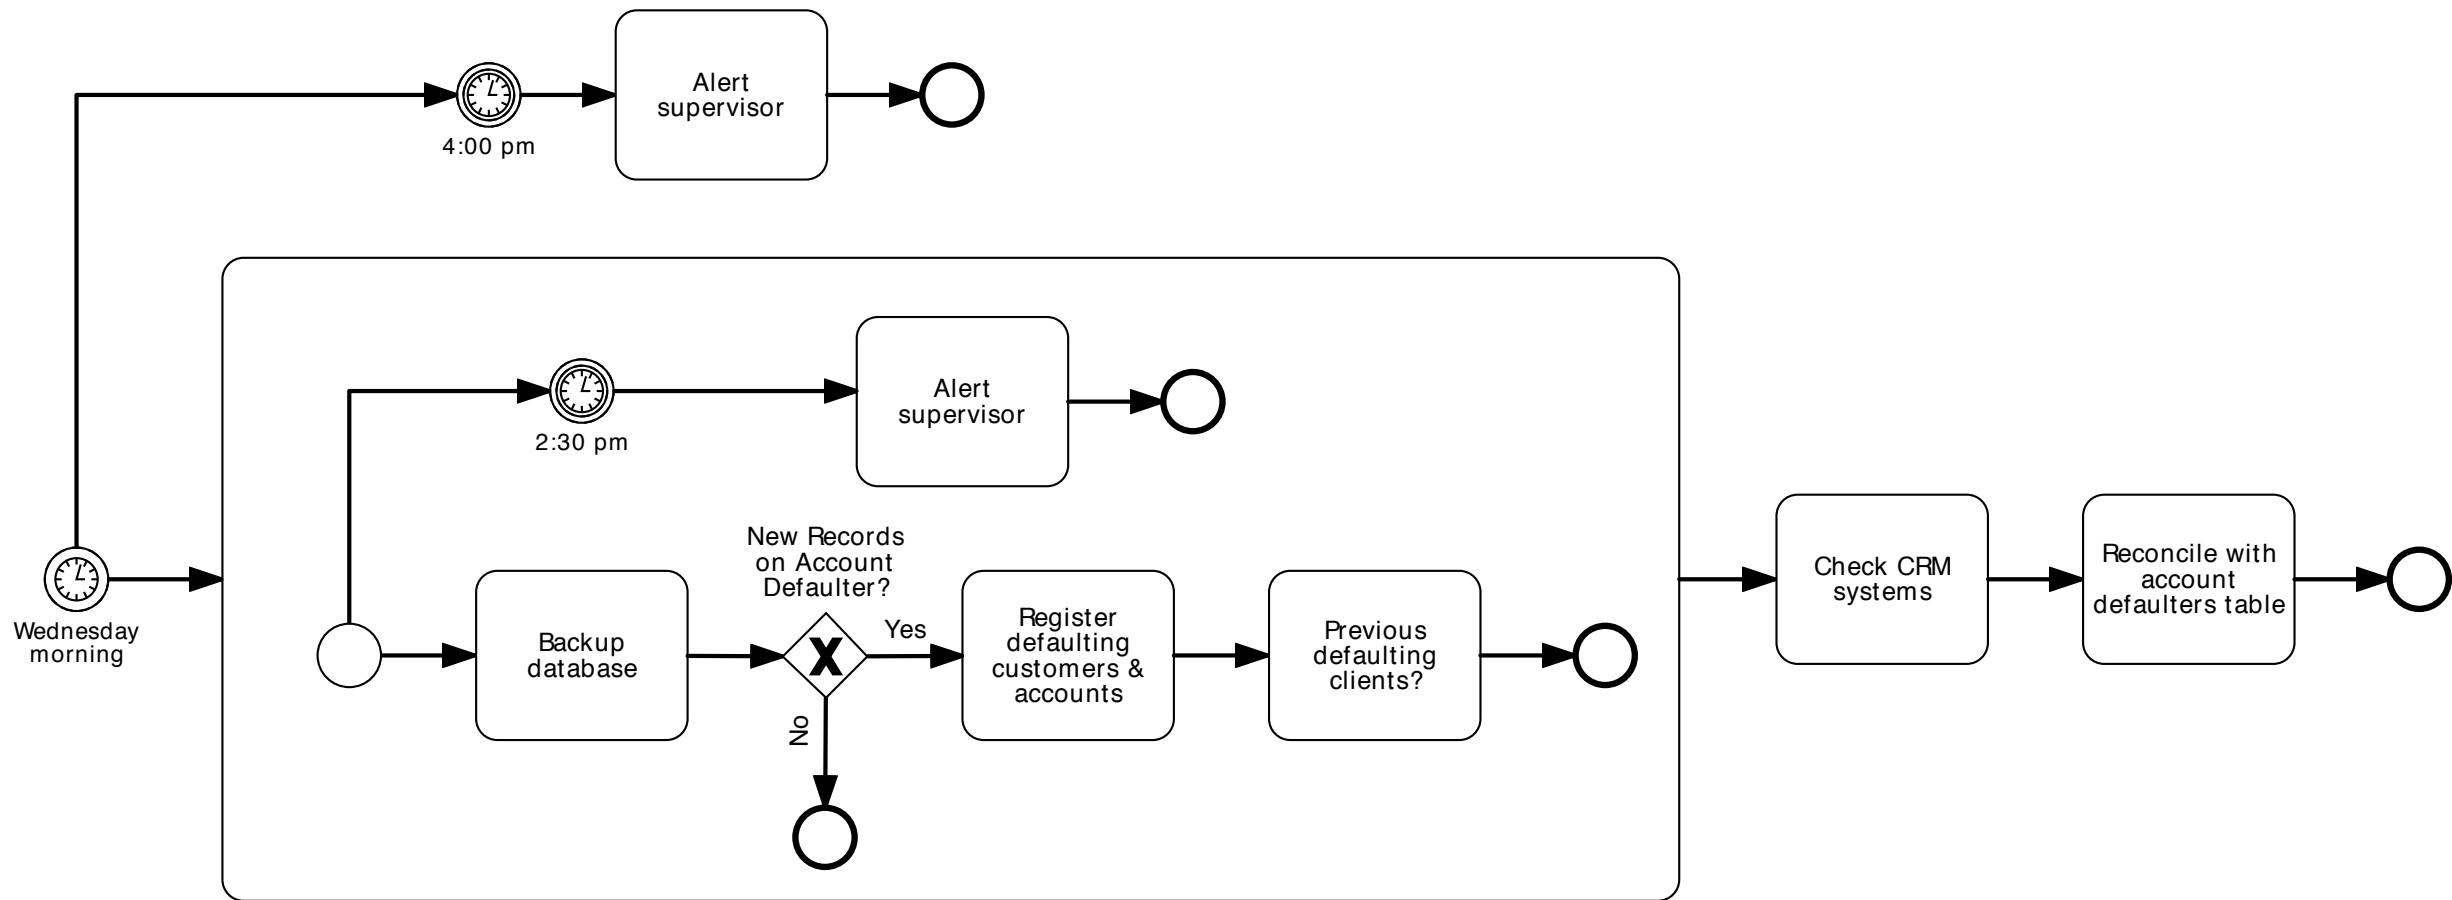 Alert
supervisor
4:00 pm
Alert
supervisor
2:30 pm
Wednesday
morning
New Records
on Account
Defaulter?
Backup
database
X
Yes
No
Register
defaulting
customers &
accounts
Previous
defaulting
clients?
Check CRM
systems
Reconcile with
account
defaulters table